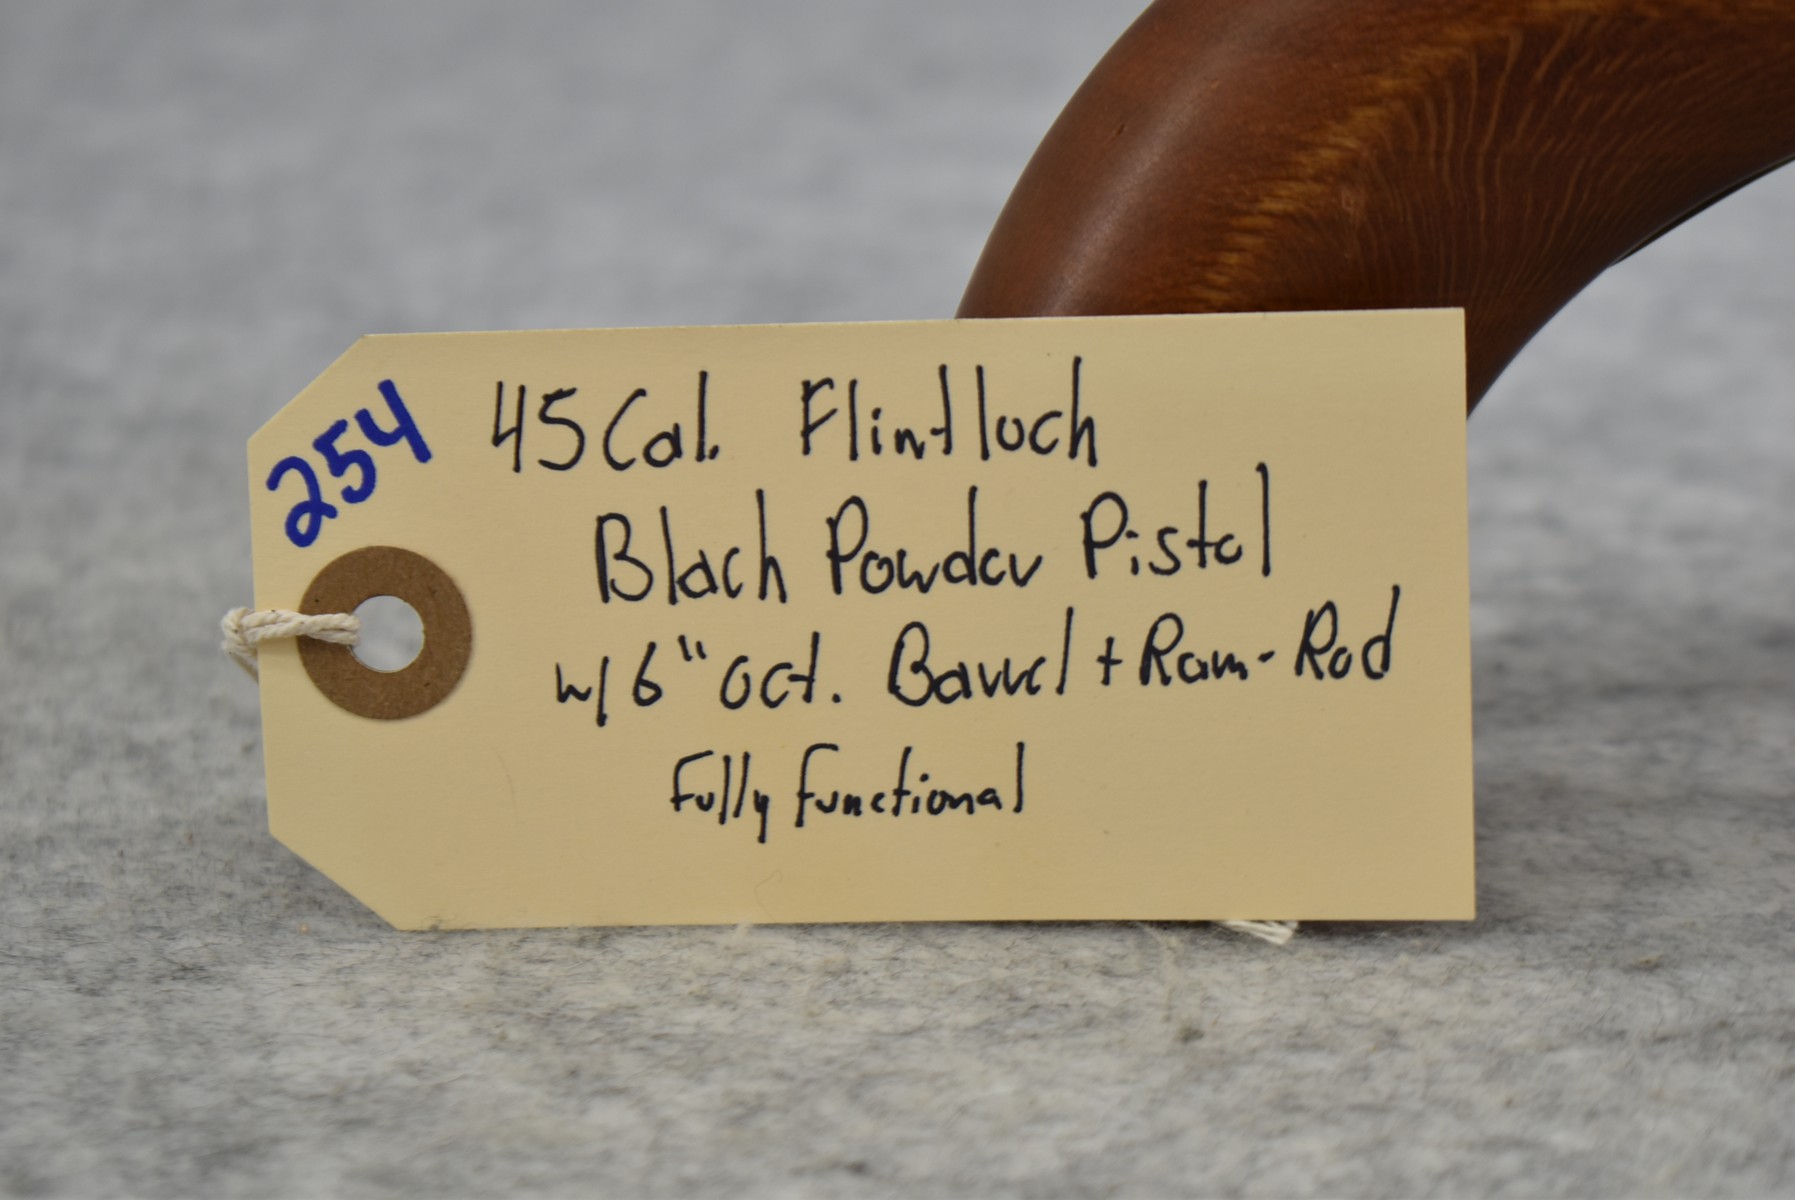 254
45 Cal. Flintlock
Black Powder Pistol
w/ 6" oct. Barrel + Ram-Rod
Fully functional